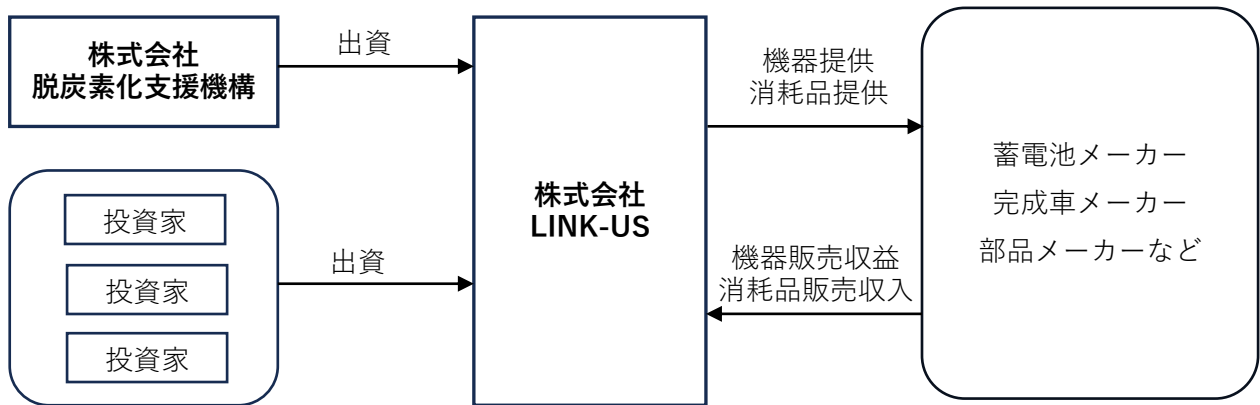 株式会社
脱炭素化支援機構
出資
投資家
投資家
投資家
出資
株式会社
LINK-US
機器提供
消耗品提供
機器販売収益
消耗品販売収入
蓄電池メーカー
完成車メーカー
部品メーカーなど